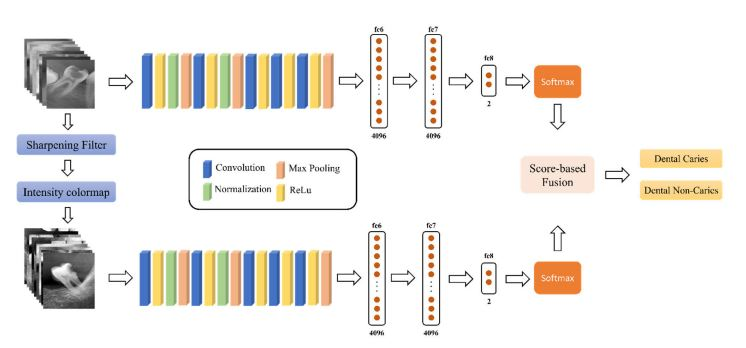 fc6
fc7
fc8
Softmax
2
4096
4096
Sharpening Filter
Convolution
Max Pooling
Normalization
ReLu
Intensity colormap
Score-based
Fusion
Dental Caries
Dental Non-Caries
fc6
fc7
fc8
Softmax
2
4096
4096